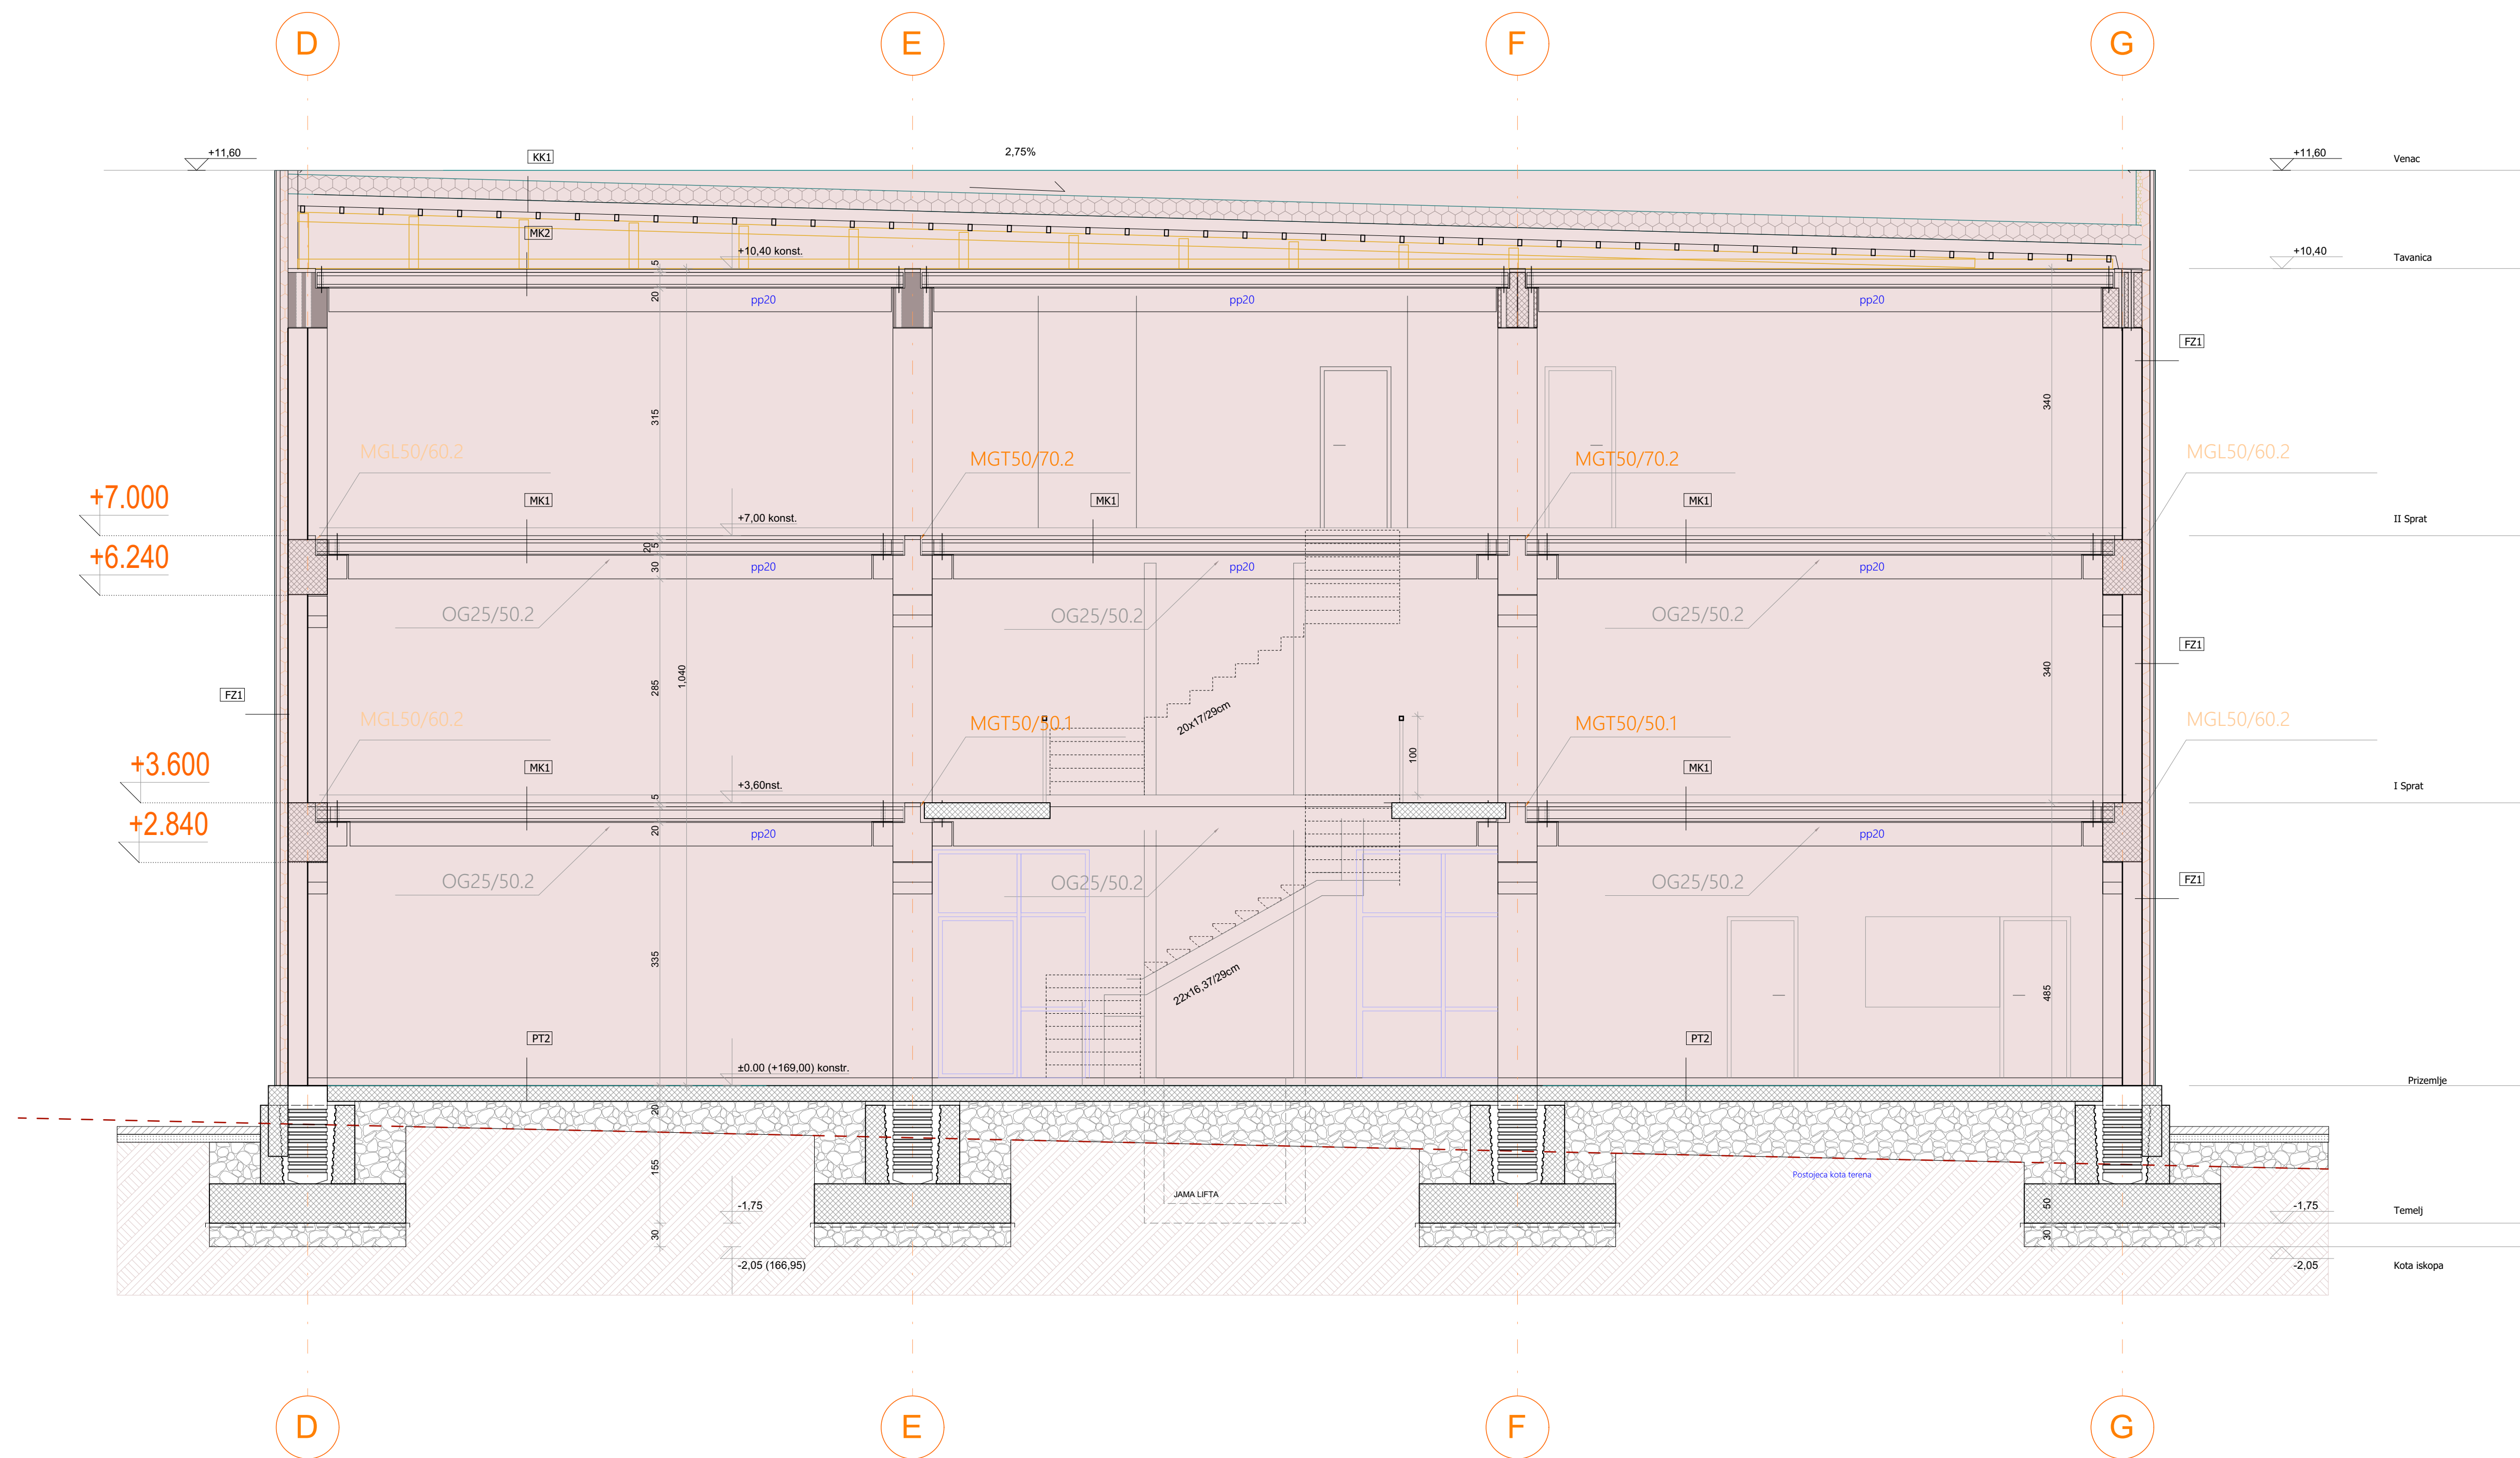 D E F G
+11,60 KK1 2,75% +11,60 Venac
MK2
+10,40 konst. +10,40 Tavanica
5
20 pp20 pp20 pp20
FZ1
315 340
MGL50/60.2 MGT50/70.2 MGT50/70.2 MGL50/60.2
+7.000 MK1 MK1 MK1
+7,00 konst. II Sprat
20 5
+6.240 30 pp20 pp20 pp20
OG25/50.2 OG25/50.2 OG25/50.2
FZ1
1,040 340
FZ1 285
MGL50/60.2 MGT50/50.1 20x17/29cm MGT50/50.1 MGL50/60.2
100
+3.600 MK1 MK1
+3,60nst. I Sprat
5
+2.840 20 pp20 pp20
OG25/50.2 OG25/50.2 OG25/50.2 FZ1
335
22x16,37/29cm 485
PT2 PT2
±0.00 (+169,00) konstr. Prizemlje
20
155 Postojeca kota terena
JAMA LIFTA
-1,75 50 -1,75 Temelj
30 30
-2,05 (166,95) -2,05 Kota iskopa
D E F G